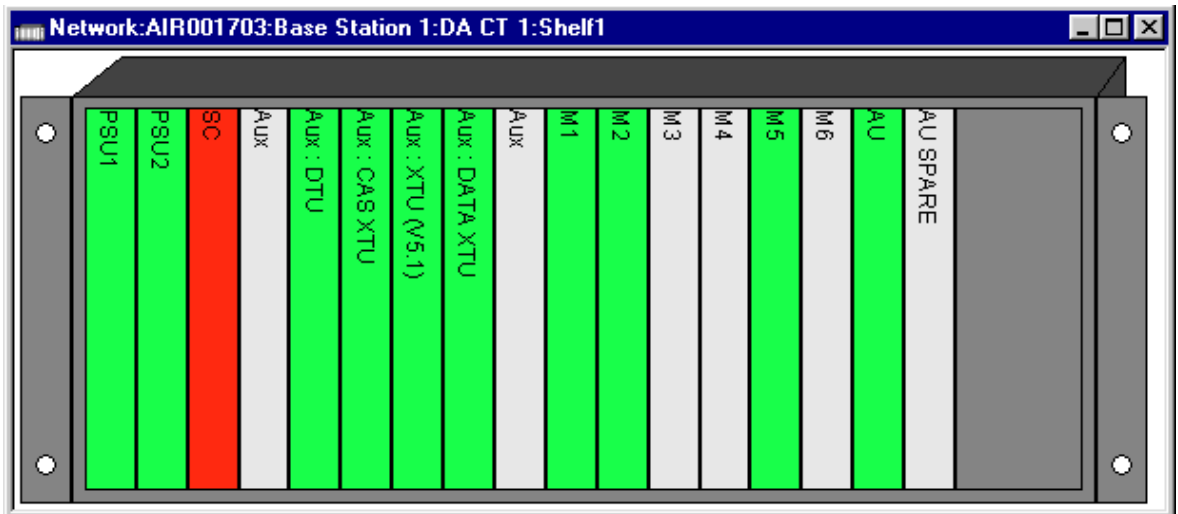 Network:AIR001703:Base Station 1:DA CT 1:Shelf1
PSU1
PSU2
SC
Aux
Aux : DTU
Aux : CAS XTU
Aux : XTU (V5.1)
Aux : DATA XTU
Aux
M1
M2
M3
M4
M5
M6
AU
AU SPARE